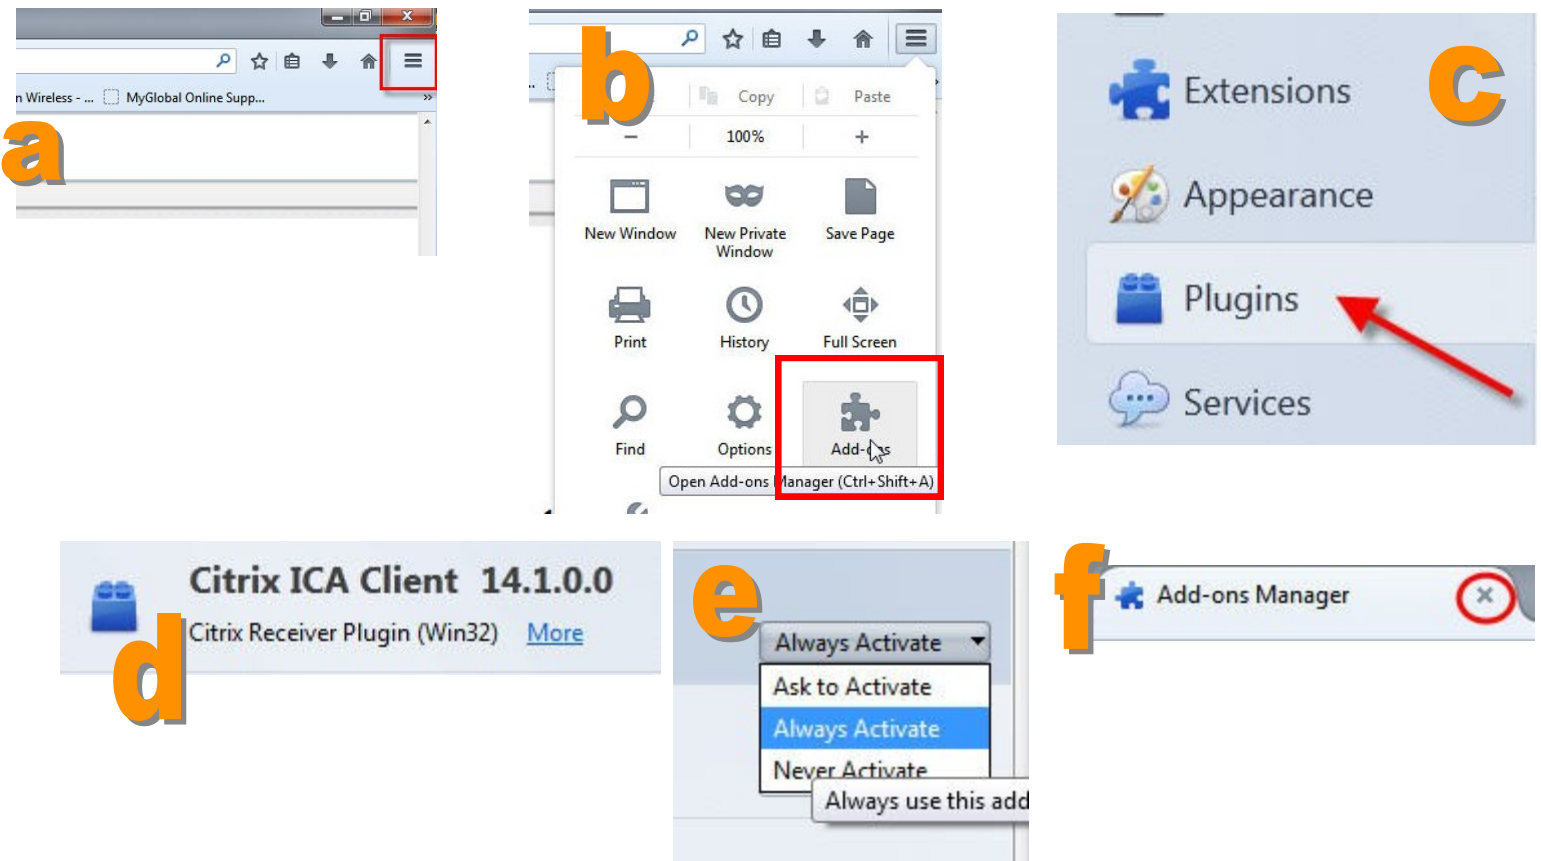 a
n Wireless - ... MyGlobal Online Supp... »
b
Copy Paste
100%
New Window New Private Window Save Page
Print History Full Screen
Find Options Add-ons
Open Add-ons Manager (Ctrl+Shift+A)
c
Extensions
Appearance
Plugins
Services
d
Citrix ICA Client 14.1.0.0
Citrix Receiver Plugin (Win32) More
e
Always Activate
Ask to Activate
Always Activate
Never Activate
Always use this add
f
Add-ons Manager